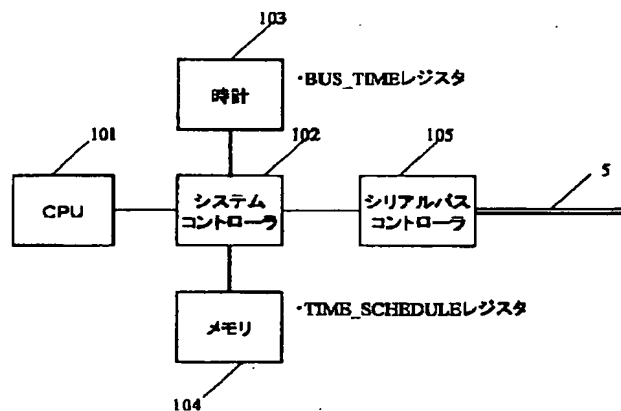 103
時計
・BUS_TIMEレジスタ
101
102
105
5
CPU
システム
コントローラ
シリアルバス
コントローラ
メモリ
・TIME_SCHEDULEレジスタ
104